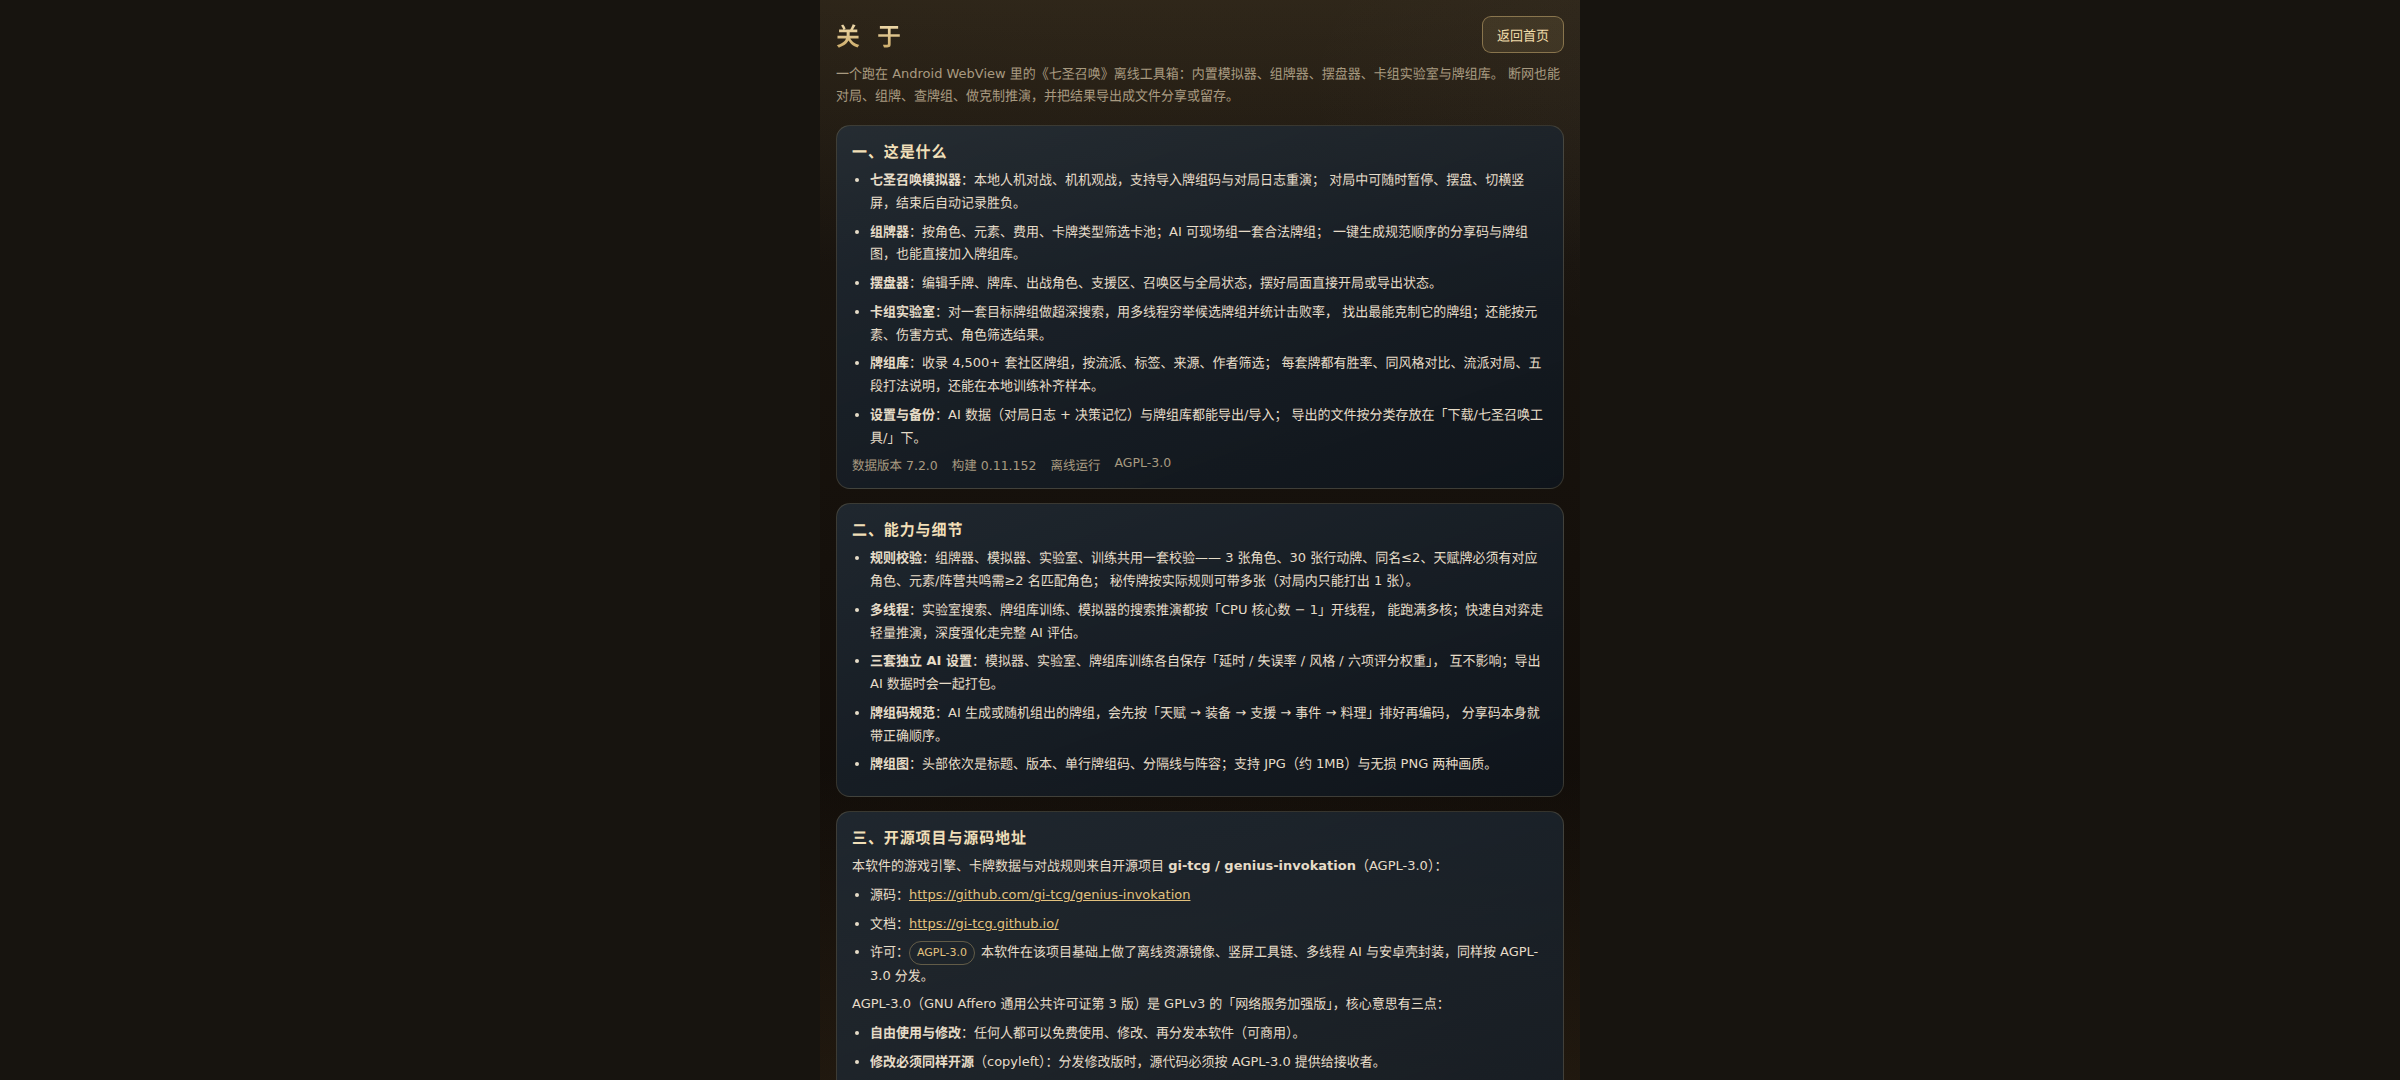 关 于
返回首页
一个跑在 Android WebView 里的《七圣召唤》离线工具箱：内置模拟器、组牌器、摆盘器、卡组实验室与牌组库。 断网也能
对局、组牌、查牌组、做克制推演，并把结果导出成文件分享或留存。
一、这是什么
• 七圣召唤模拟器：本地人机对战、机机观战，支持导入牌组码与对局日志重演； 对局中可随时暂停、摆盘、切横竖
屏，结束后自动记录胜负。
• 组牌器：按角色、元素、费用、卡牌类型筛选卡池；AI 可现场组一套合法牌组； 一键生成规范顺序的分享码与牌组
图，也能直接加入牌组库。
• 摆盘器：编辑手牌、牌库、出战角色、支援区、召唤区与全局状态，摆好局面直接开局或导出状态。
• 卡组实验室：对一套目标牌组做超深搜索，用多线程穷举候选牌组并统计击败率， 找出最能克制它的牌组；还能按元
素、伤害方式、角色筛选结果。
• 牌组库：收录 4,500+ 套社区牌组，按流派、标签、来源、作者筛选； 每套牌都有胜率、同风格对比、流派对局、五
段打法说明，还能在本地训练补齐样本。
• 设置与备份：AI 数据（对局日志 + 决策记忆）与牌组库都能导出/导入； 导出的文件按分类存放在「下载/七圣召唤工
具/」下。
数据版本 7.2.0 构建 0.11.152 离线运行 AGPL-3.0
二、能力与细节
• 规则校验：组牌器、模拟器、实验室、训练共用一套校验—— 3 张角色、30 张行动牌、同名≤2、天赋牌必须有对应
角色、元素/阵营共鸣需≥2 名匹配角色； 秘传牌按实际规则可带多张（对局内只能打出 1 张）。
• 多线程：实验室搜索、牌组库训练、模拟器的搜索推演都按「CPU 核心数 − 1」开线程， 能跑满多核；快速自对弈走
轻量推演，深度强化走完整 AI 评估。
• 三套独立 AI 设置：模拟器、实验室、牌组库训练各自保存「延时 / 失误率 / 风格 / 六项评分权重」， 互不影响；导出
AI 数据时会一起打包。
• 牌组码规范：AI 生成或随机组出的牌组，会先按「天赋 → 装备 → 支援 → 事件 → 料理」排好再编码， 分享码本身就
带正确顺序。
• 牌组图：头部依次是标题、版本、单行牌组码、分隔线与阵容；支持 JPG（约 1MB）与无损 PNG 两种画质。
三、开源项目与源码地址
本软件的游戏引擎、卡牌数据与对战规则来自开源项目 gi-tcg / genius-invokation（AGPL-3.0）：
• 源码：https://github.com/gi-tcg/genius-invokation
• 文档：https://gi-tcg.github.io/
• 许可：AGPL-3.0 本软件在该项目基础上做了离线资源镜像、竖屏工具链、多线程 AI 与安卓壳封装，同样按 AGPL-
3.0 分发。
AGPL-3.0（GNU Affero 通用公共许可证第 3 版）是 GPLv3 的「网络服务加强版」，核心意思有三点：
• 自由使用与修改：任何人都可以免费使用、修改、再分发本软件（可商用）。
• 修改必须同样开源（copyleft）：分发修改版时，源代码必须按 AGPL-3.0 提供给接收者。